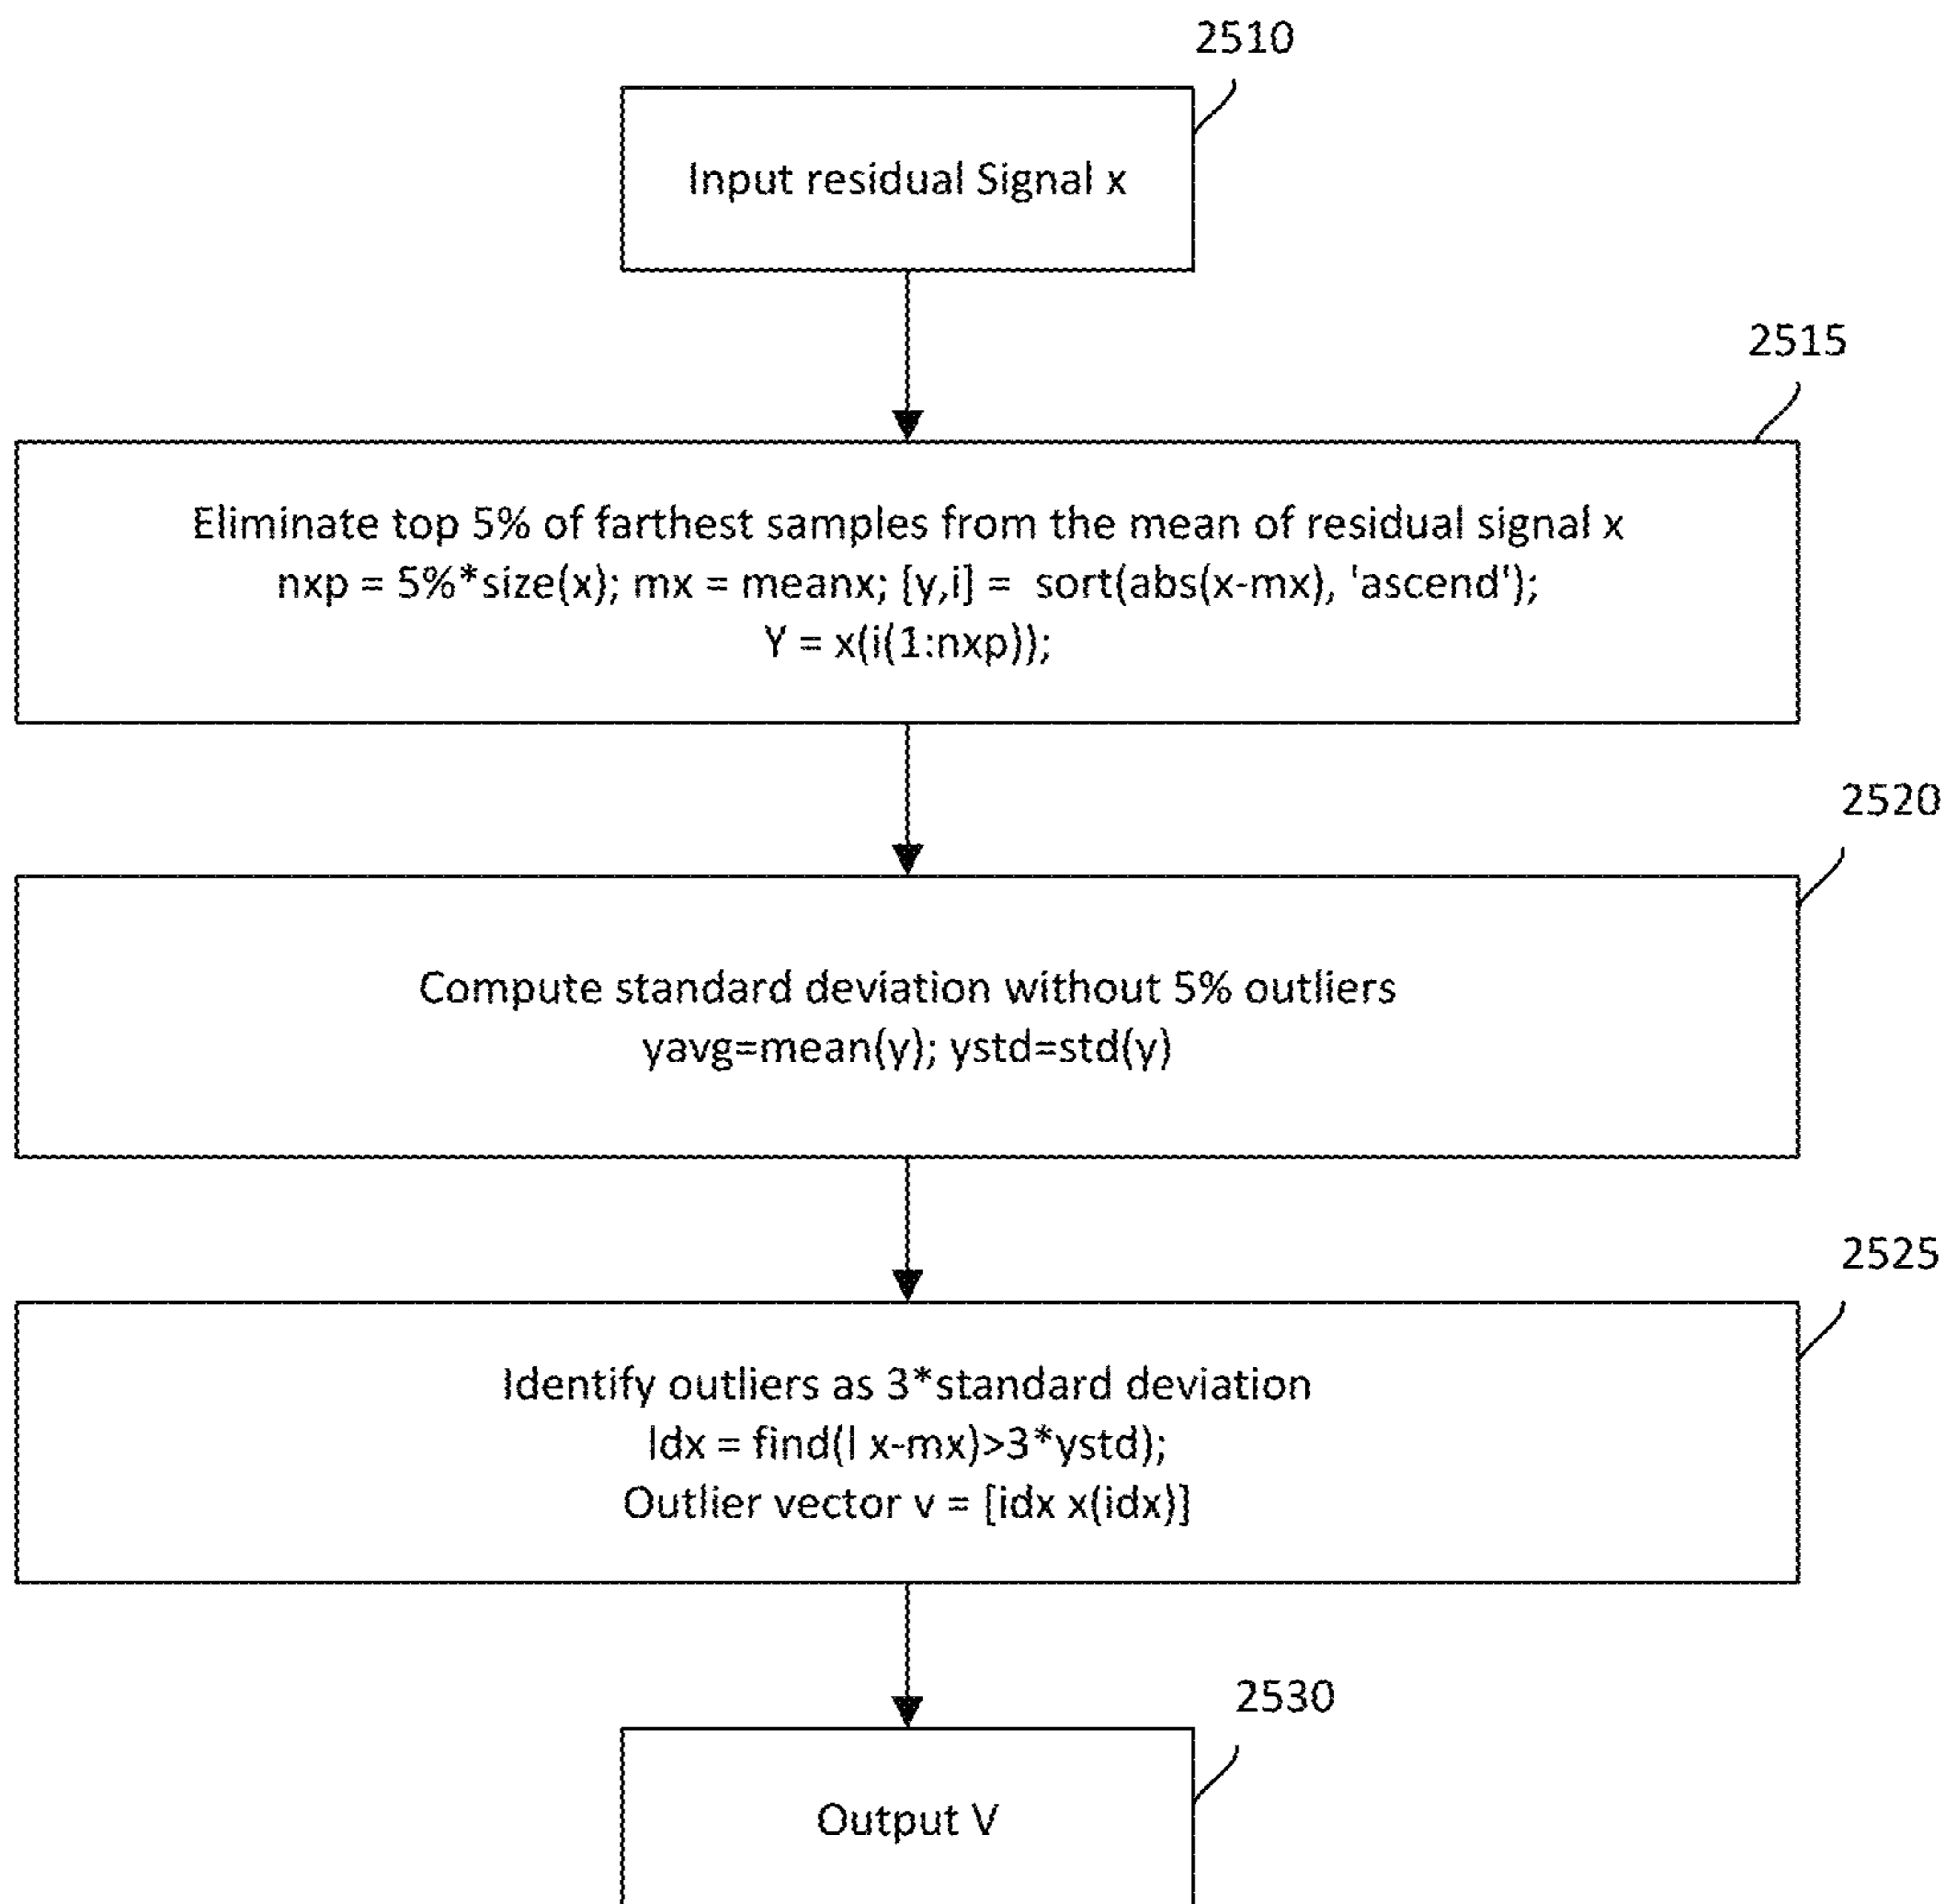 2510
Input residual Signal x
2515
Eliminate top 5% of farthest samples from the mean of residual signal x
nxp = 5%*size(x); mx = meanx; [y,i] = sort(abs(x-mx), 'ascend');
Y = x(i(1:nxp));
2520
Compute standard deviation without 5% outliers
yavg=mean(y); ystd=std(y)
2525
Identify outliers as 3*standard deviation
Idx = find(l x-mx)>3*ystd);
Outlier vector v = [idx x(idx)]
2530
Output V